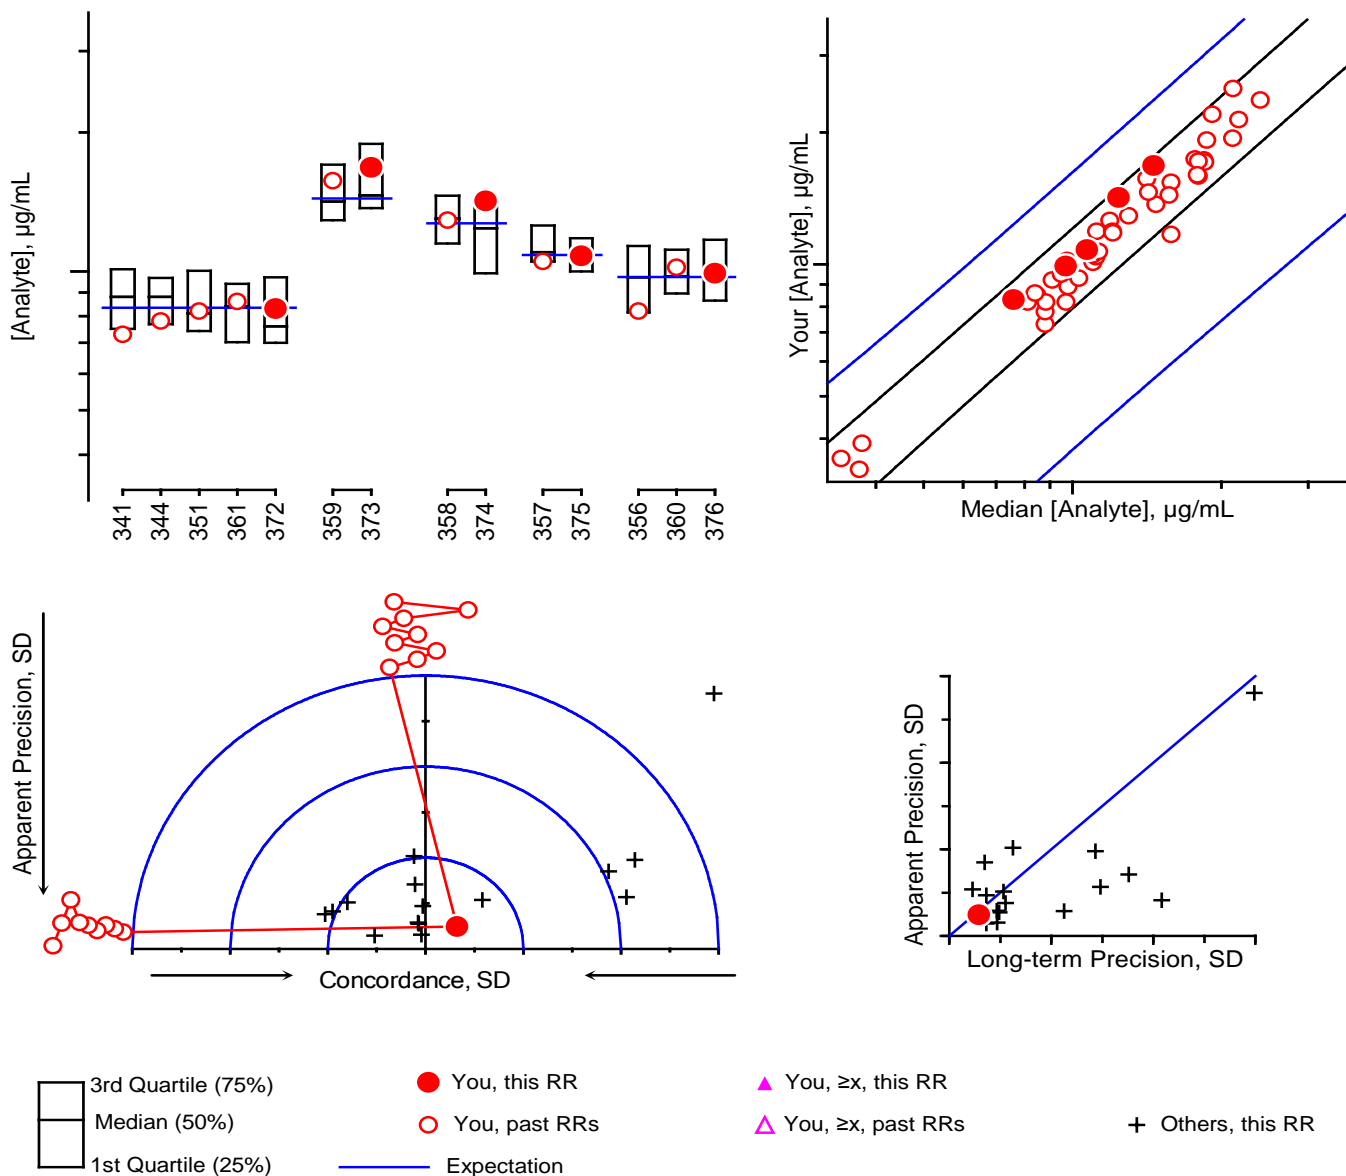 [Analyte], µg/mL
341
344
351
361
372
359
373
358
374
357
375
356
360
376
Your [Analyte], µg/mL
Median [Analyte], µg/mL
Apparent Precision, SD
Concordance, SD
Apparent Precision, SD
Long-term Precision, SD
3rd Quartile (75%)
Median (50%)
1st Quartile (25%)
You, this RR
You, past RRs
Expectation
You, ≥x, this RR
You, ≥x, past RRs
Others, this RR